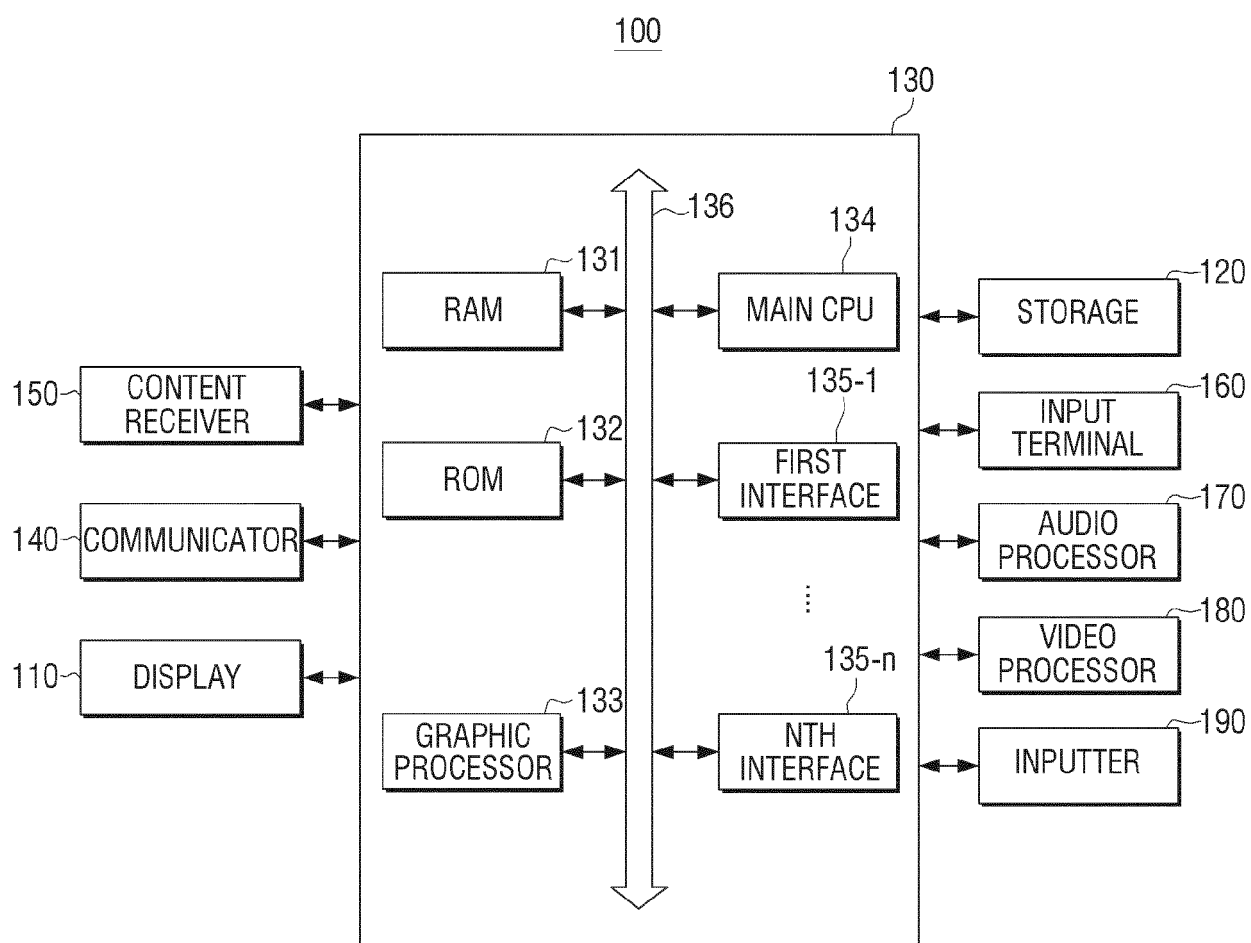 100
130
136
134
131
RAM
MAIN CPU
120
STORAGE
150
CONTENT
RECEIVER
135-1
160
INPUT
TERMINAL
132
ROM
FIRST
INTERFACE
170
AUDIO
PROCESSOR
140
COMMUNICATOR
...
180
VIDEO
PROCESSOR
110
DISPLAY
135-n
133
GRAPHIC
PROCESSOR
NTH
INTERFACE
190
INPUTTER